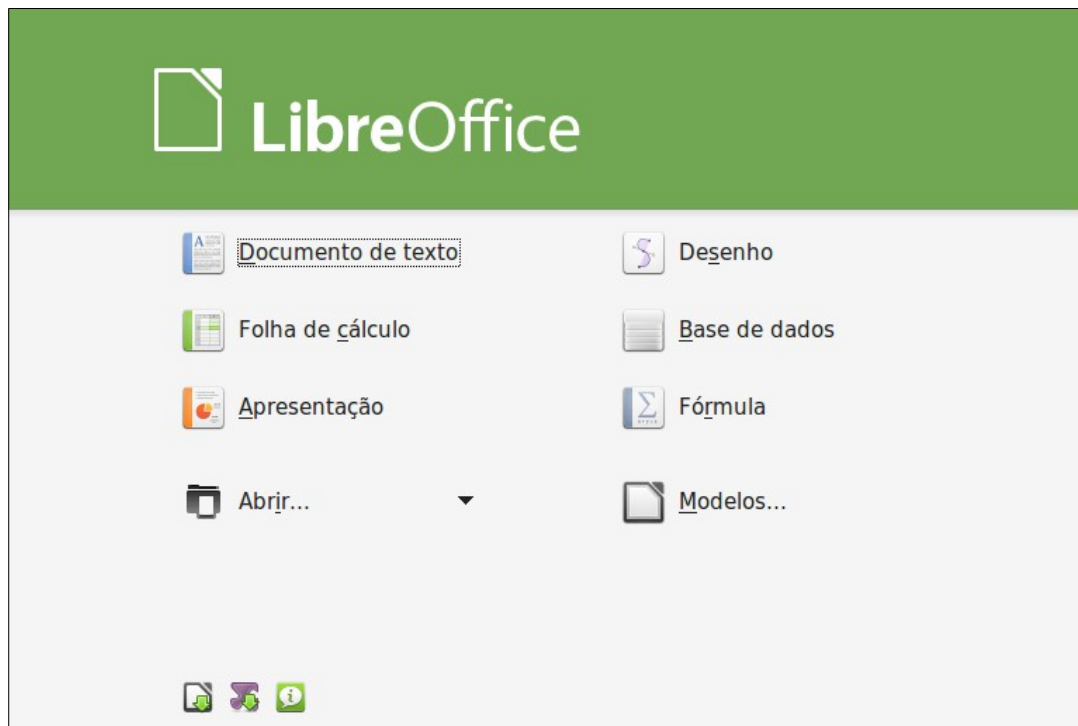 LibreOffice
Documento de texto
Desenho
Folha de cálculo
Base de dados
Apresentação
Fórmula
Abrir...
Modelos...